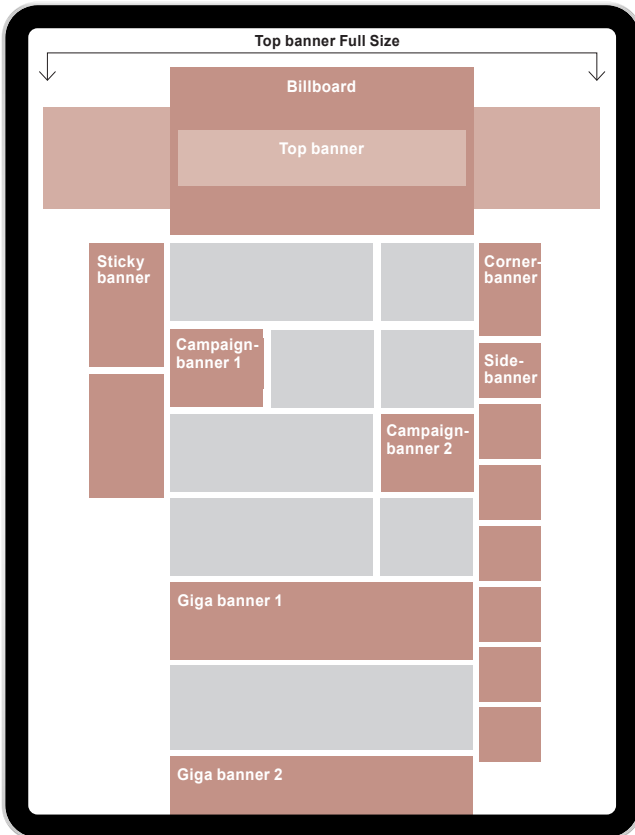 Top banner Full Size
Billboard
Top banner
Sticky
banner
Corner-
banner
Campaign-
banner 1
Side-
banner
Campaign-
banner 2
Giga banner 1
Giga banner 2